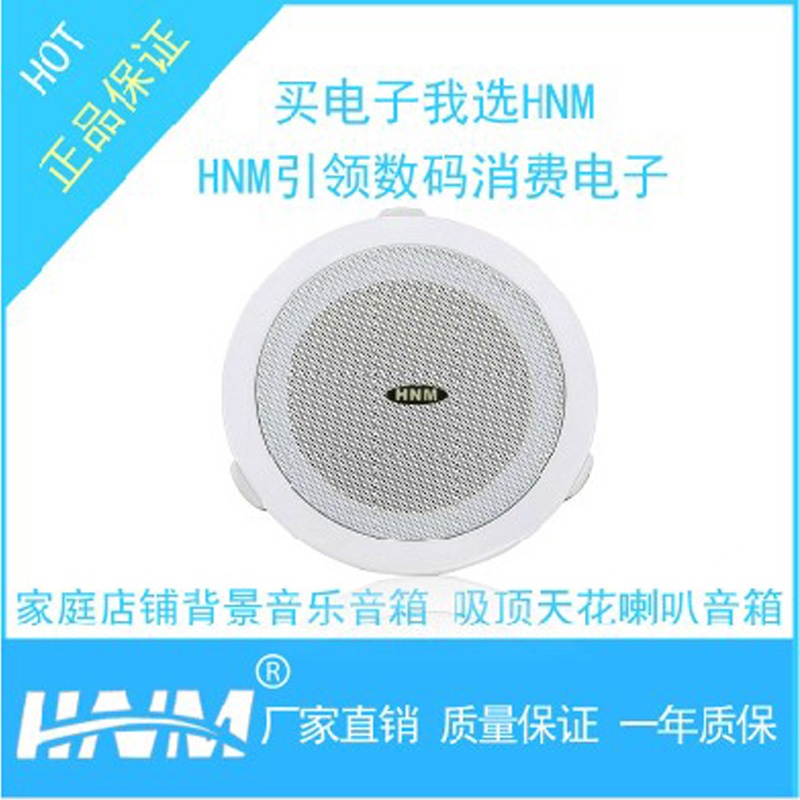 HOT
正品保证
买电子我选HNM
HNM引领数码消费电子
HNM
家庭店铺背景音乐音箱 吸顶天花喇叭音箱
HNM® 厂家直销 质量保证 一年质保